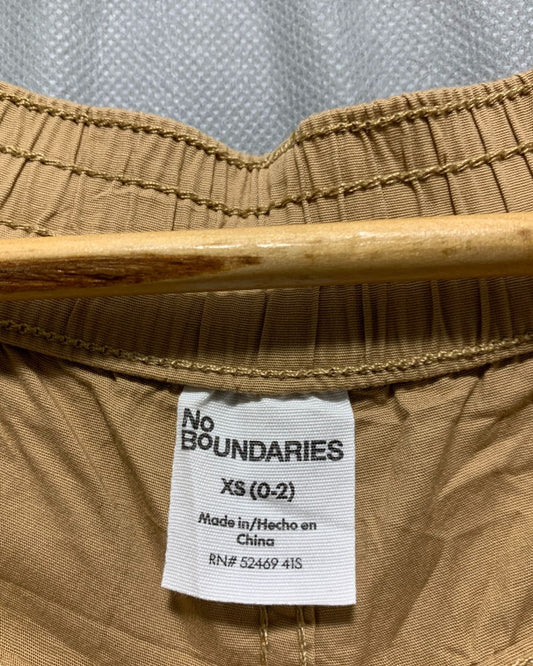 No
BOUNDARIES
XS (0-2)
Made in/Hecho en
China
RN# 52469 41S